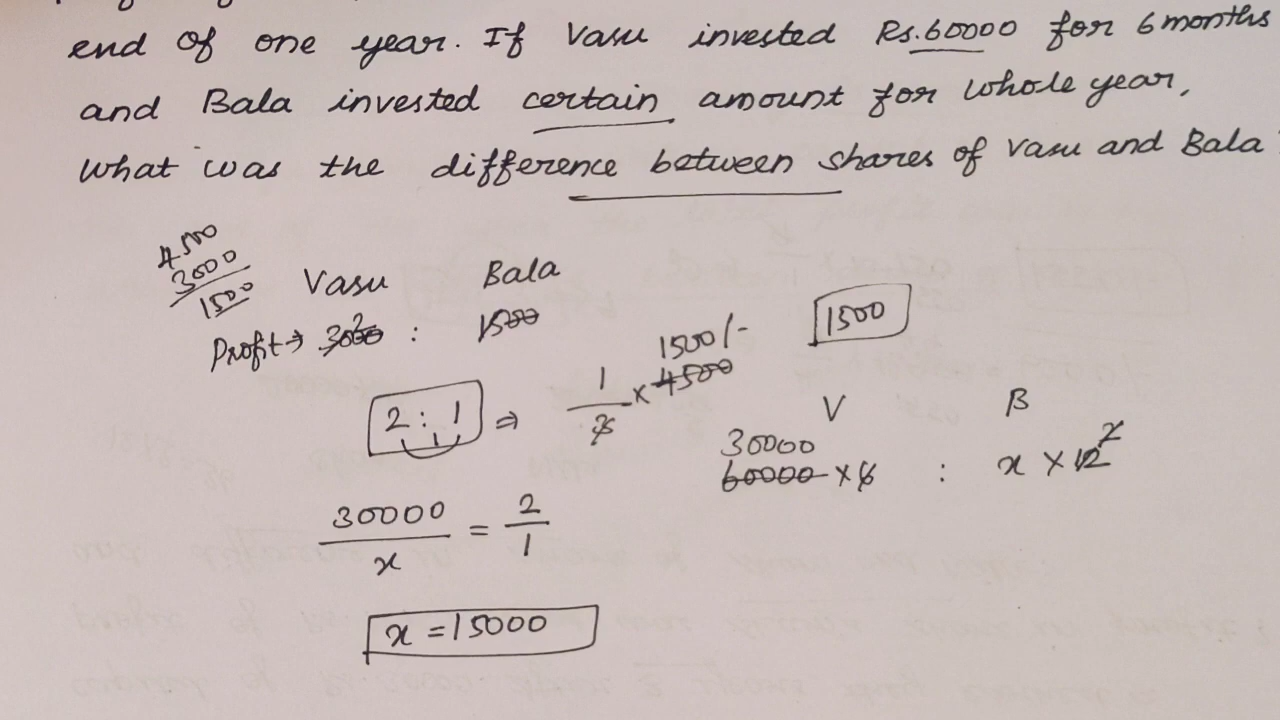 end of one year. If Vasu invested Rs.60000 for 6 months
and Bala invested certain amount for whole year,
What was the difference between shares of Vasu and Bala
4500
3000
1500
Vasu Bala
Profit→ 3000 2 : 1500
2 : 1 ⇒ 1/3 × 4500 1500/-
1500
V B
30000
60000 × 6 : x × 12 2
30000/x = 2/1
x = 15000